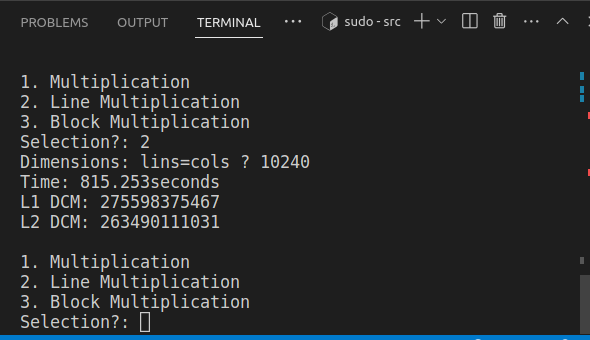 PROBLEMS OUTPUT TERMINAL ··· sudo - src
1. Multiplication
2. Line Multiplication
3. Block Multiplication
Selection?: 2
Dimensions: lins=cols ? 10240
Time: 815.253seconds
L1 DCM: 275598375467
L2 DCM: 263490111031
1. Multiplication
2. Line Multiplication
3. Block Multiplication
Selection?: